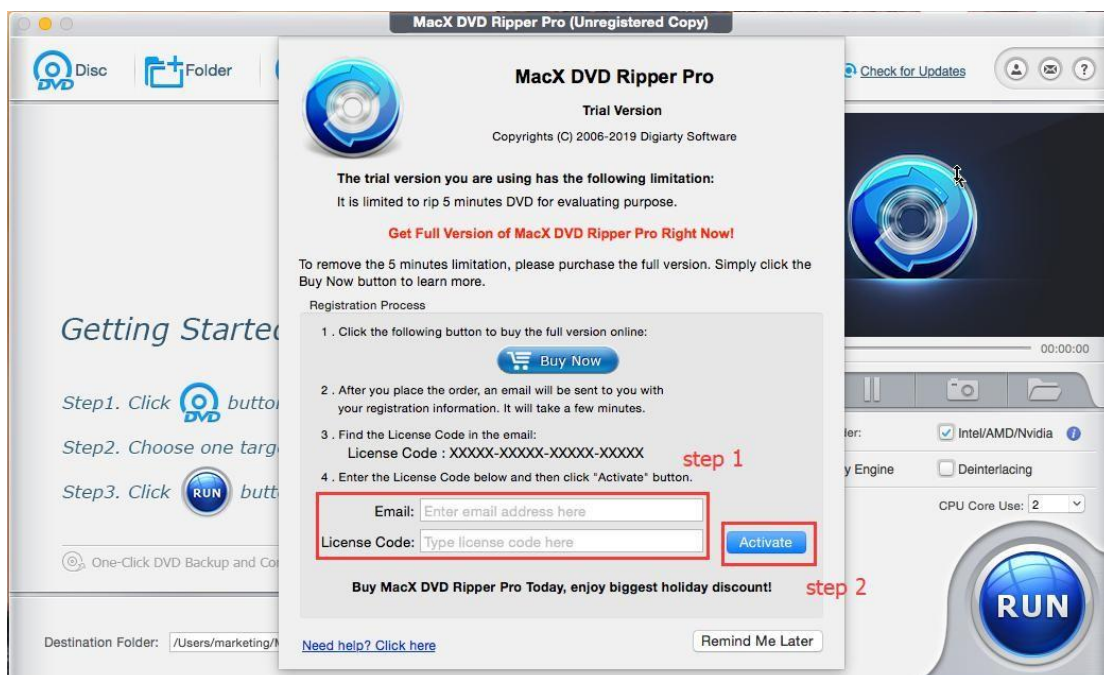 MacX DVD Ripper Pro (Unregistered Copy)
DVD
Disc
Folder
Check for Updates
?
MacX DVD Ripper Pro
Trial Version
Copyrights (C) 2006-2019 Digiarty Software
The trial version you are using has the following limitation:
It is limited to rip 5 minutes DVD for evaluating purpose.
Get Full Version of MacX DVD Ripper Pro Right Now!
To remove the 5 minutes limitation, please purchase the full version. Simply click the
Buy Now button to learn more.
Registration Process
1 . Click the following button to buy the full version online:
Buy Now
2 . After you place the order, an email will be sent to you with
your registration information. It will take a few minutes.
3 . Find the License Code in the email:
License Code : XXXXX-XXXXX-XXXXX-XXXXX
step 1
4 . Enter the License Code below and then click "Activate" button.
Email: Enter email address here
License Code: Type license code here
Activate
step 2
Buy MacX DVD Ripper Pro Today, enjoy biggest holiday discount!
Need help? Click here
Remind Me Later
Getting Started
Step1. Click DVD
Step2. Choose one
Step3. Click RUN
One-Click DVD Backup and
Destination Folder: /Users/marketing/
00:00:00
Intel/AMD/Nvidia
Engine
Deinterlacing
CPU Core Use: 2
RUN